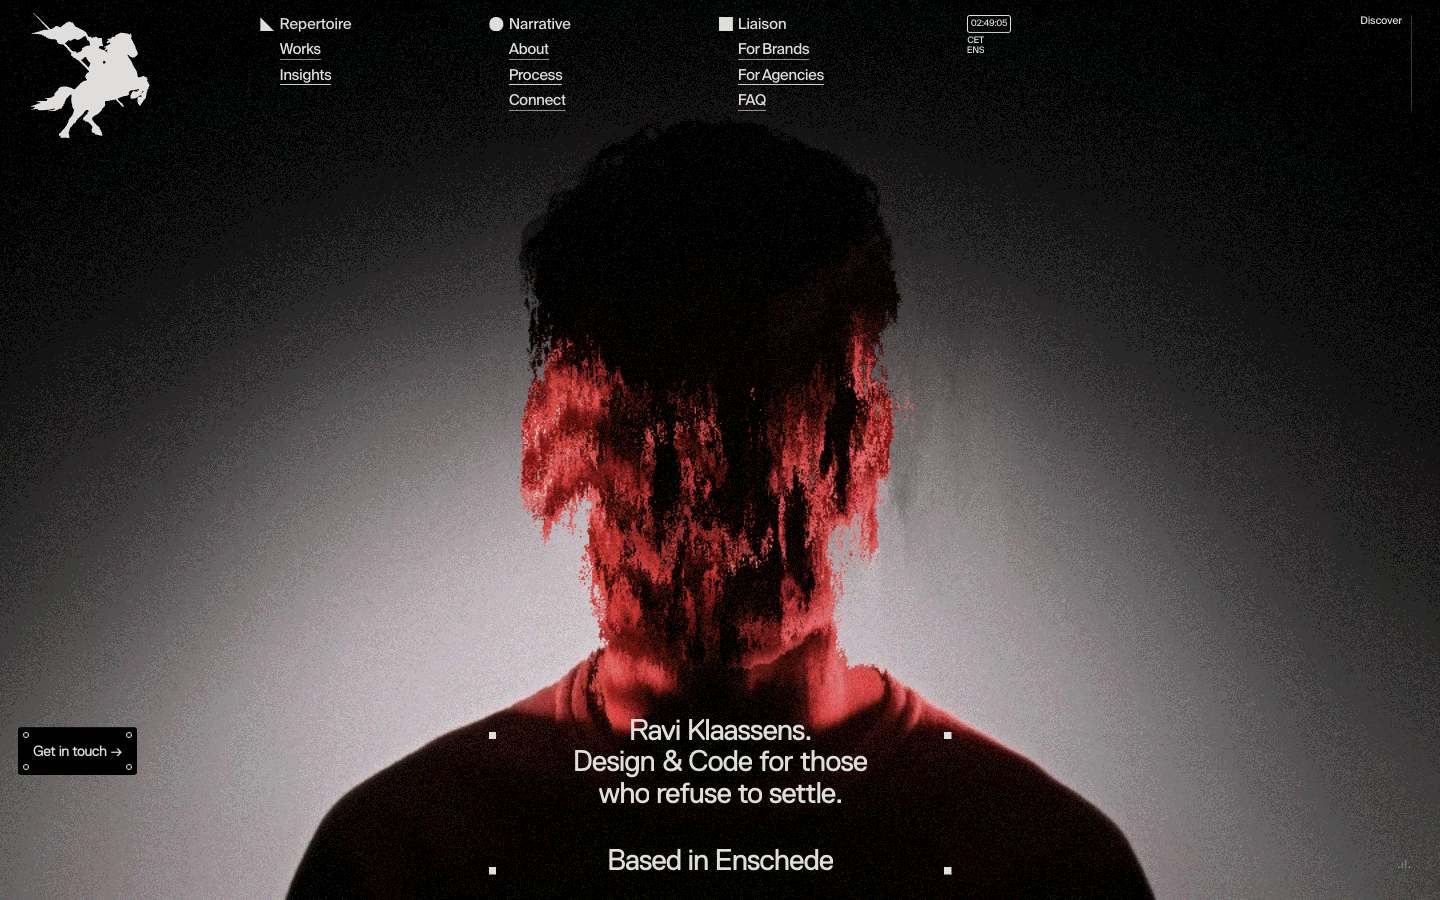 Repertoire
Works
Insights
Narrative
About
Process
Connect
Liaison
For Brands
For Agencies
FAQ
02:49:05
CET
ENS
Discover
Get in touch →
Ravi Klaassens.
Design & Code for those
who refuse to settle.
Based in Enschede